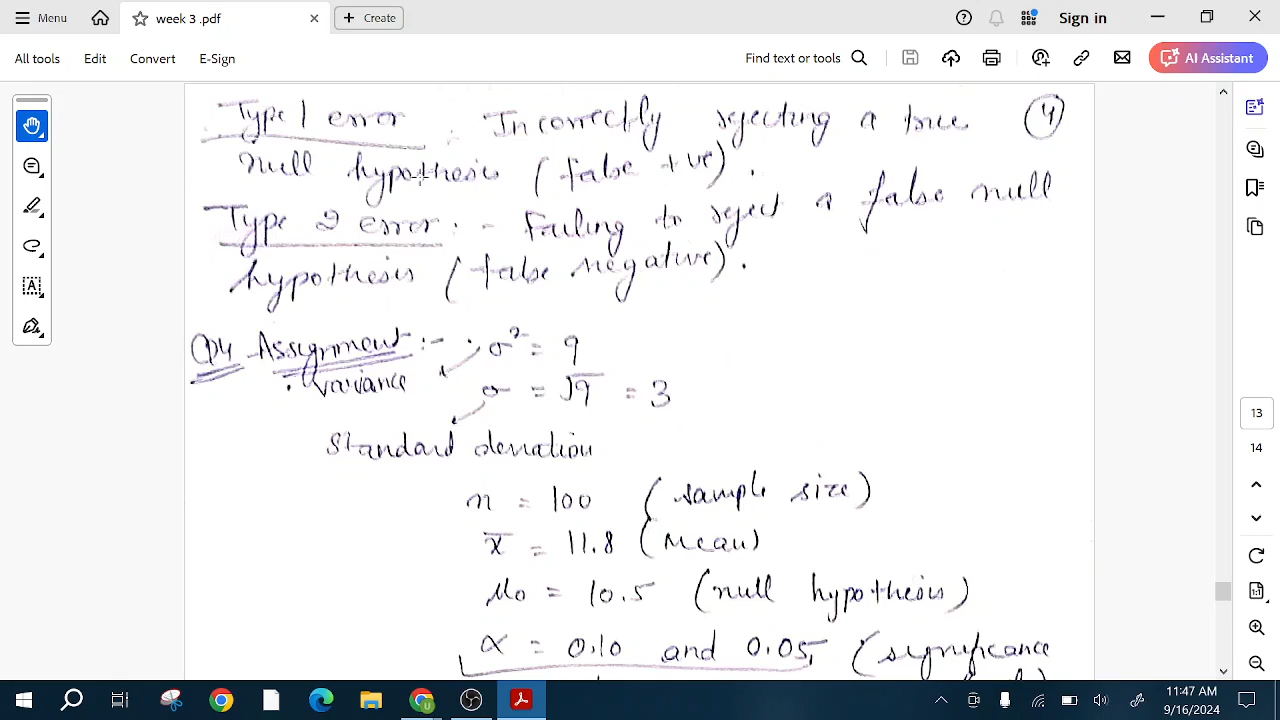 Menu
week 3 .pdf
Create
Sign in
All tools Edit Convert E-Sign
Find text or tools
AI Assistant
Type 1 error : Incorrectly rejecting a true (4)
null hypothesis (false +ve).
Type 2 error : - Failing to reject a false null
hypothesis (false negative).
Q4 Assignment :- σ² = 9
Variance σ = √9 = 3
Standard deviation
n = 100 (sample size)
x̄ = 11.8 (Mean)
μ₀ = 10.5 (null hypothesis)
α = 0.10 and 0.05, (significance
13
14
11:47 AM
9/16/2024